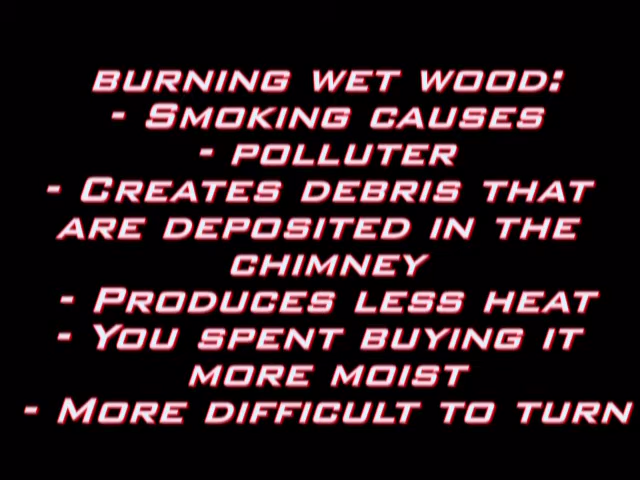 BURNING WET WOOD:
- SMOKING CAUSES
- POLLUTER
- CREATES DEBRIS THAT
ARE DEPOSITED IN THE
CHIMNEY
- PRODUCES LESS HEAT
- YOU SPENT BUYING IT
MORE MOIST
- MORE DIFFICULT TO TURN